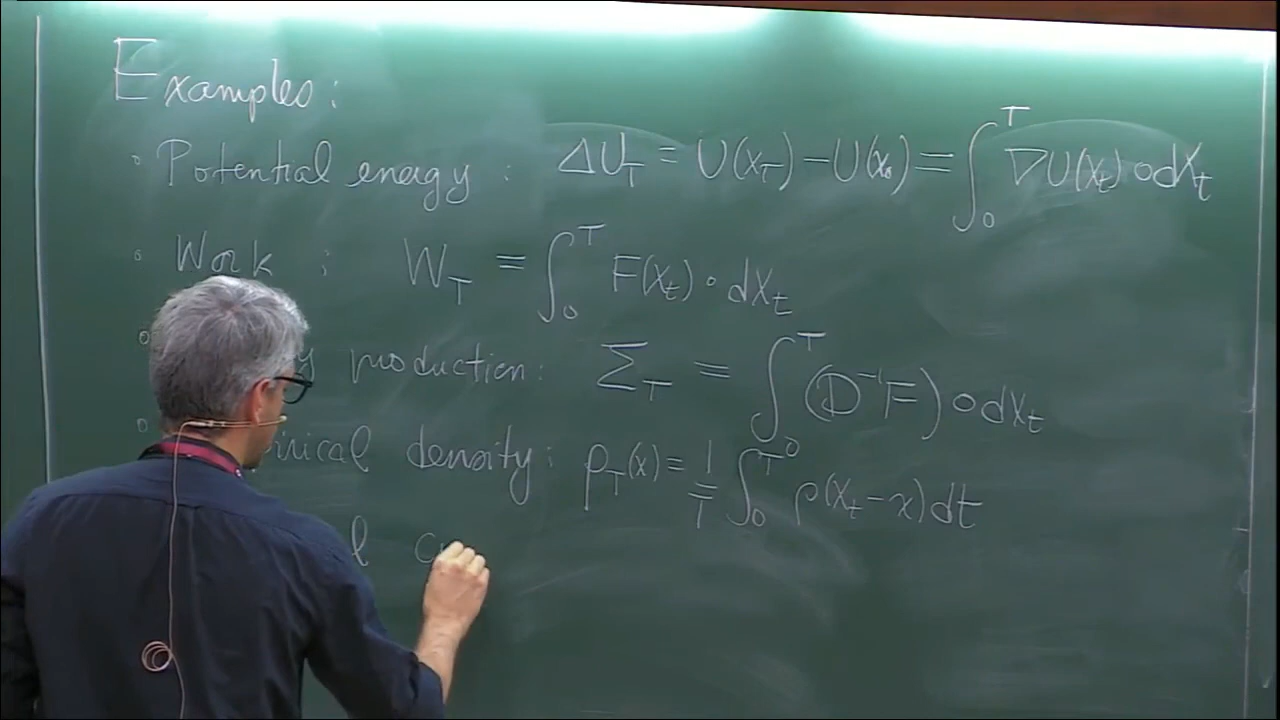 Examples:
◦ Potential energy : ΔU_T = U(X_T) − U(X_0) = ∫_0^T ∇U(X_t) ∘ dX_t
◦ Work : W_T = ∫_0^T F(X_t) ∘ dX_t
◦ production: Σ_T = ∫_0^T (D^{-1}F) ∘ dX_t
◦ density: ρ_T(x) = 1/T ∫_0^T ρ(X_t − x) dt